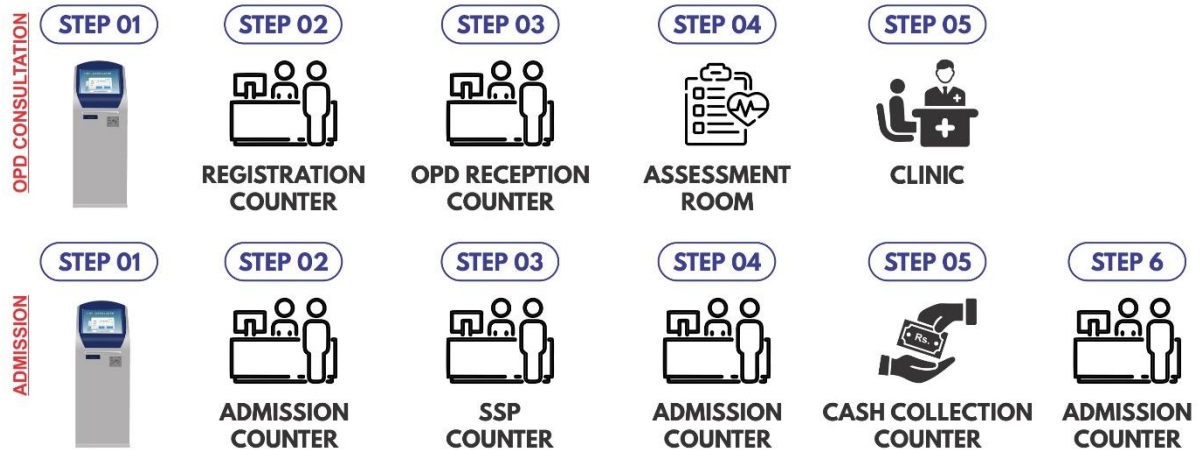 OPD CONSULTATION
STEP 01
STEP 02
STEP 03
STEP 04
STEP 05
REGISTRATION
COUNTER
OPD RECEPTION
COUNTER
ASSESSMENT
ROOM
CLINIC
ADMISSION
STEP 01
STEP 02
STEP 03
STEP 04
STEP 05
STEP 6
Rs.
ADMISSION
COUNTER
SSP
COUNTER
ADMISSION
COUNTER
CASH COLLECTION
COUNTER
ADMISSION
COUNTER